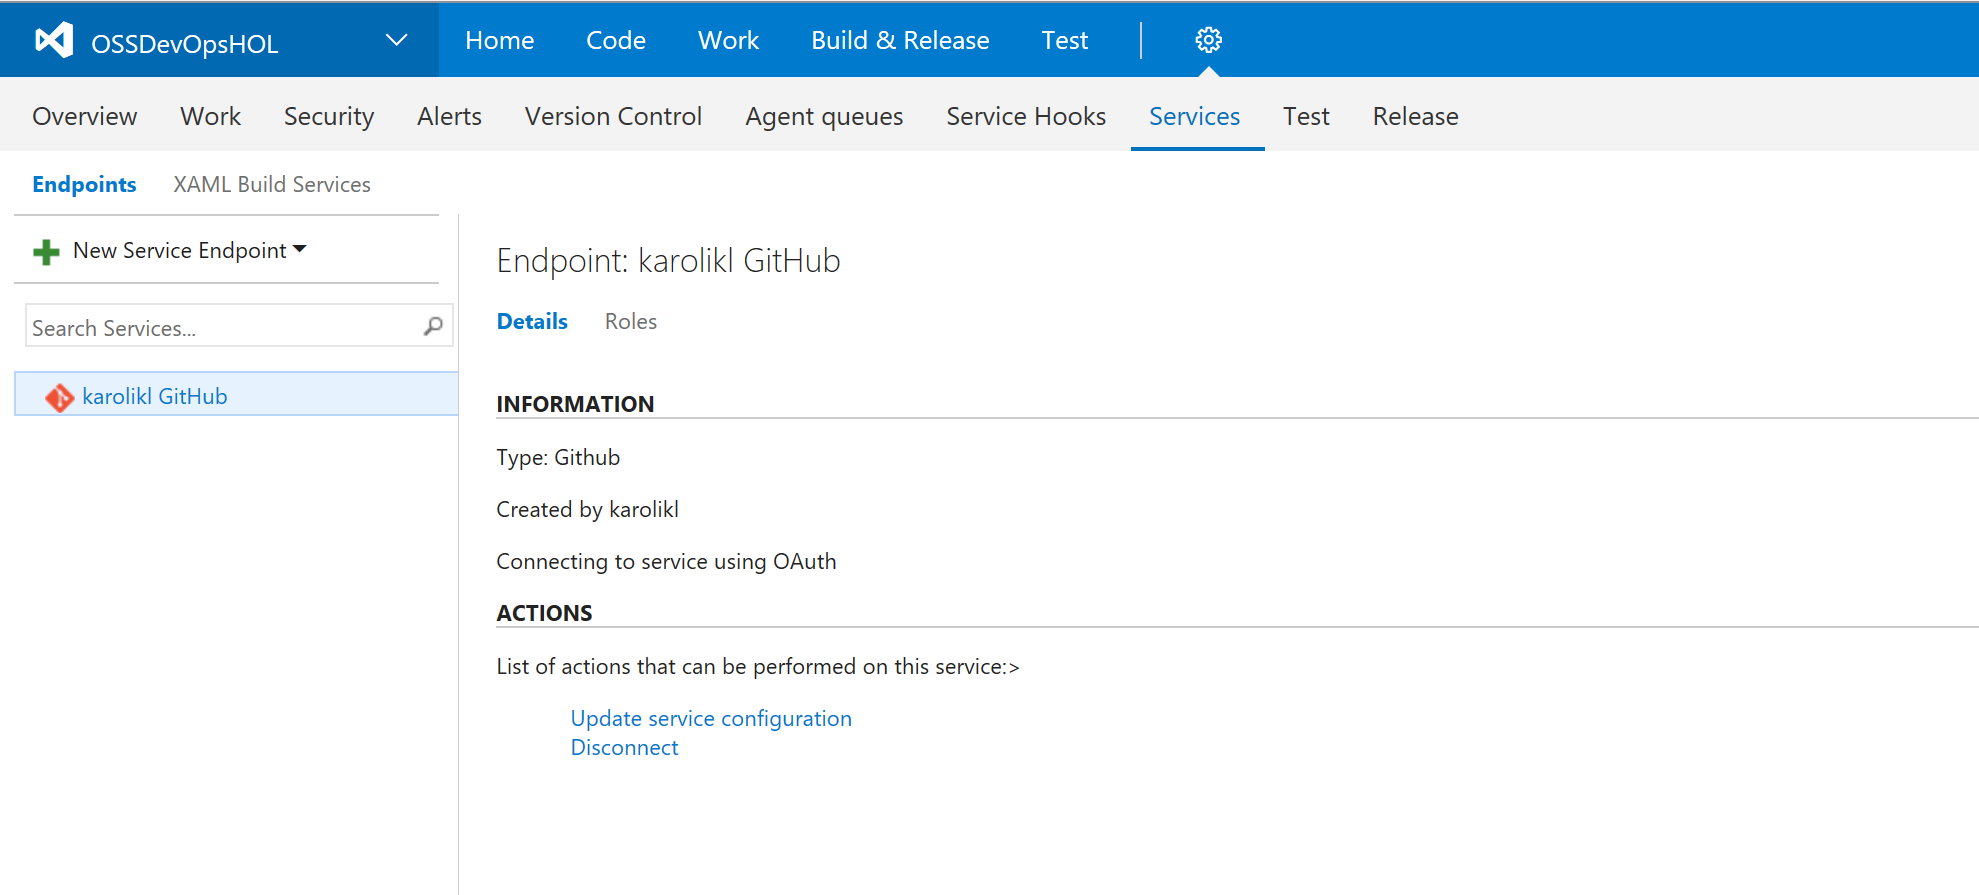 OSSDevOpsHOL Home Code Work Build & Release Test
Overview Work Security Alerts Version Control Agent queues Service Hooks Services Test Release
Endpoints XAML Build Services
New Service Endpoint
Search Services...
karolikl GitHub
Endpoint: karolikl GitHub
Details Roles
INFORMATION
Type: Github
Created by karolikl
Connecting to service using OAuth
ACTIONS
List of actions that can be performed on this service:>
Update service configuration
Disconnect